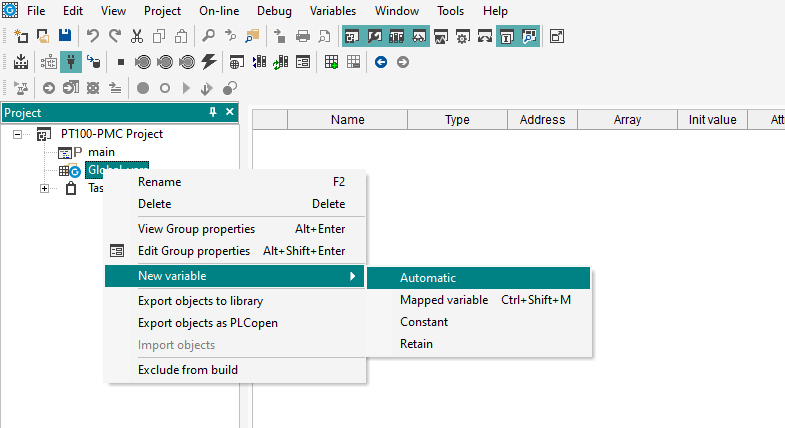 File Edit View Project On-line Debug Variables Window Tools Help
Project
Name Type Address Array Init value
PT100-PMC Project
main
Rename F2
Delete Delete
View Group properties Alt+Enter
Edit Group properties Alt+Shift+Enter
New variable
Automatic
Mapped variable Ctrl+Shift+M
Constant
Retain
Export objects to library
Export objects as PLCopen
Import objects
Exclude from build